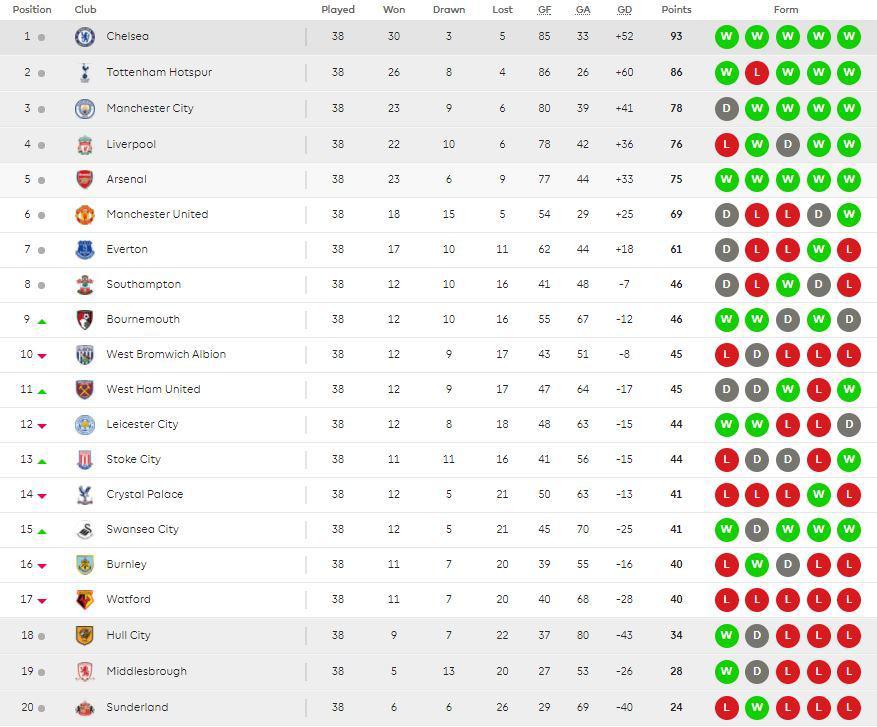 Position Club Played Won Drawn Lost GF GA GD Points Form
1 Chelsea 38 30 3 5 85 33 +52 93 W W W W W
2 Tottenham Hotspur 38 26 8 4 86 26 +60 86 W L W W W
3 Manchester City 38 23 9 6 80 39 +41 78 D W W W W
4 Liverpool 38 22 10 6 78 42 +36 76 L W D W W
5 Arsenal 38 23 6 9 77 44 +33 75 W W W W W
6 Manchester United 38 18 15 5 54 29 +25 69 D L L D W
7 Everton 38 17 10 11 62 44 +18 61 D L L W L
8 Southampton 38 12 10 16 41 48 -7 46 D L W D L
9 Bournemouth 38 12 10 16 55 67 -12 46 W W D W D
10 West Bromwich Albion 38 12 9 17 43 51 -8 45 L D L L L
11 West Ham United 38 12 9 17 47 64 -17 45 D D W L W
12 Leicester City 38 12 8 18 48 63 -15 44 W W L L D
13 Stoke City 38 11 11 16 41 56 -15 44 L D D L W
14 Crystal Palace 38 12 5 21 50 63 -13 41 L L L W L
15 Swansea City 38 12 5 21 45 70 -25 41 W D W W W
16 Burnley 38 11 7 20 39 55 -16 40 L W D L L
17 Watford 38 11 7 20 40 68 -28 40 L L L L L
18 Hull City 38 9 7 22 37 80 -43 34 W D L L L
19 Middlesbrough 38 5 13 20 27 53 -26 28 W D L L L
20 Sunderland 38 6 6 26 29 69 -40 24 L W L L L